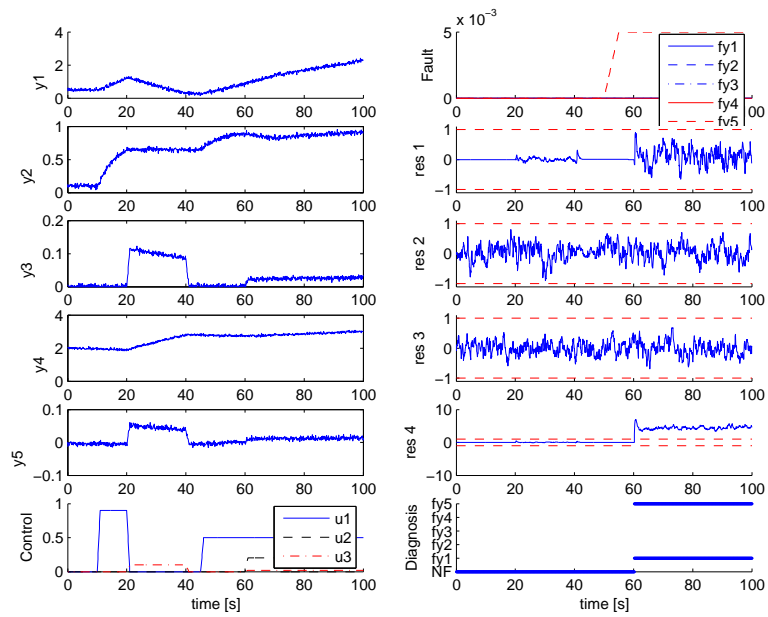 y1
4
2
0
0 20 40 60 80 100
y2
1
0.5
0
0 20 40 60 80 100
y3
0.2
0.1
0
0 20 40 60 80 100
y4
4
2
0
0 20 40 60 80 100
y5
0.1
0
−0.1
0 20 40 60 80 100
Control
1
0.5
0
u1
u2
u3
0 20 40 60 80 100
time [s]
x 10⁻³
Fault
5
0
fy1
fy2
fy3
fy4
fy5
0 20 40 60 80 100
res 1
1
0
−1
0 20 40 60 80 100
res 2
1
0
−1
0 20 40 60 80 100
res 3
1
0
−1
0 20 40 60 80 100
res 4
10
0
−10
0 20 40 60 80 100
Diagnosis
fy5
fy4
fy3
fy2
fy1
NF
0 20 40 60 80 100
time [s]